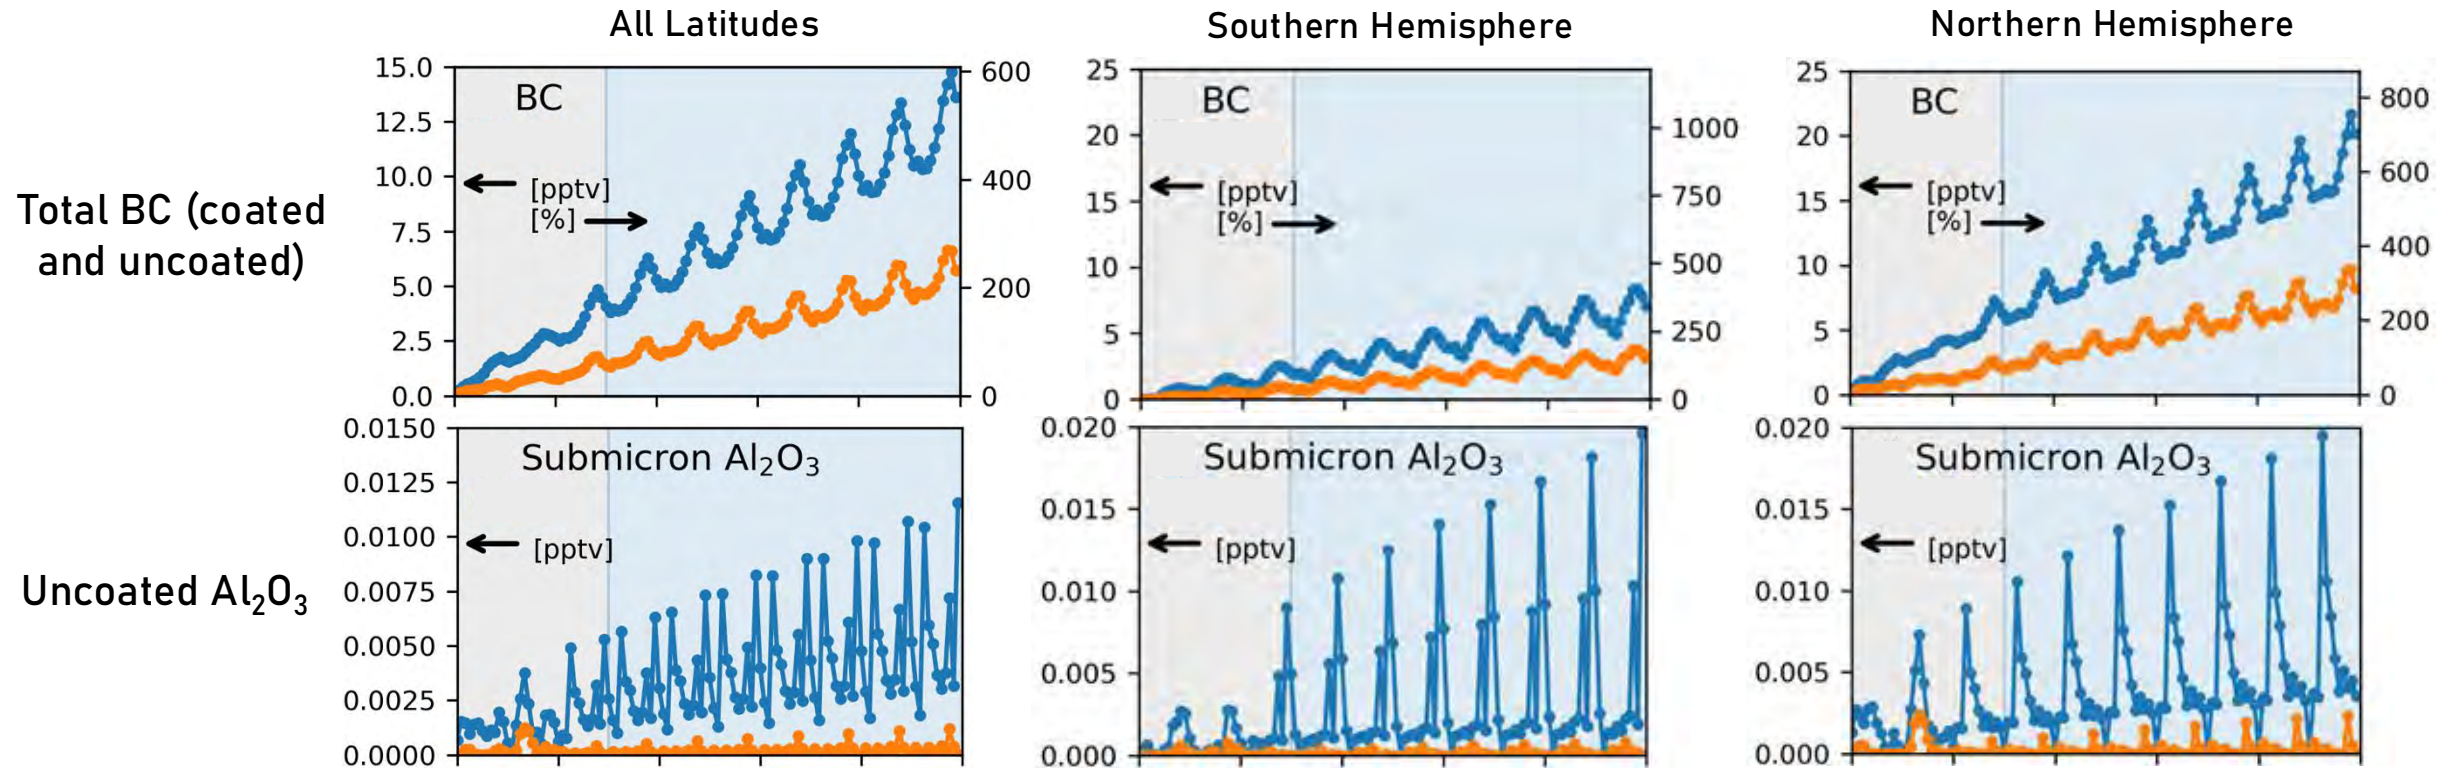 All Latitudes
Southern Hemisphere
Northern Hemisphere
Total BC (coated
and uncoated)
15.0
12.5
10.0
7.5
5.0
2.5
0.0
BC
[pptv]
[%]
600
400
200
0
25
20
15
10
5
0
BC
[pptv]
[%]
1000
750
500
250
0
25
20
15
10
5
0
BC
[pptv]
[%]
800
600
400
200
0
Uncoated Al₂O₃
0.0150
0.0125
0.0100
0.0075
0.0050
0.0025
0.0000
Submicron Al₂O₃
[pptv]
0.020
0.015
0.010
0.005
0.000
Submicron Al₂O₃
[pptv]
0.020
0.015
0.010
0.005
0.000
Submicron Al₂O₃
[pptv]